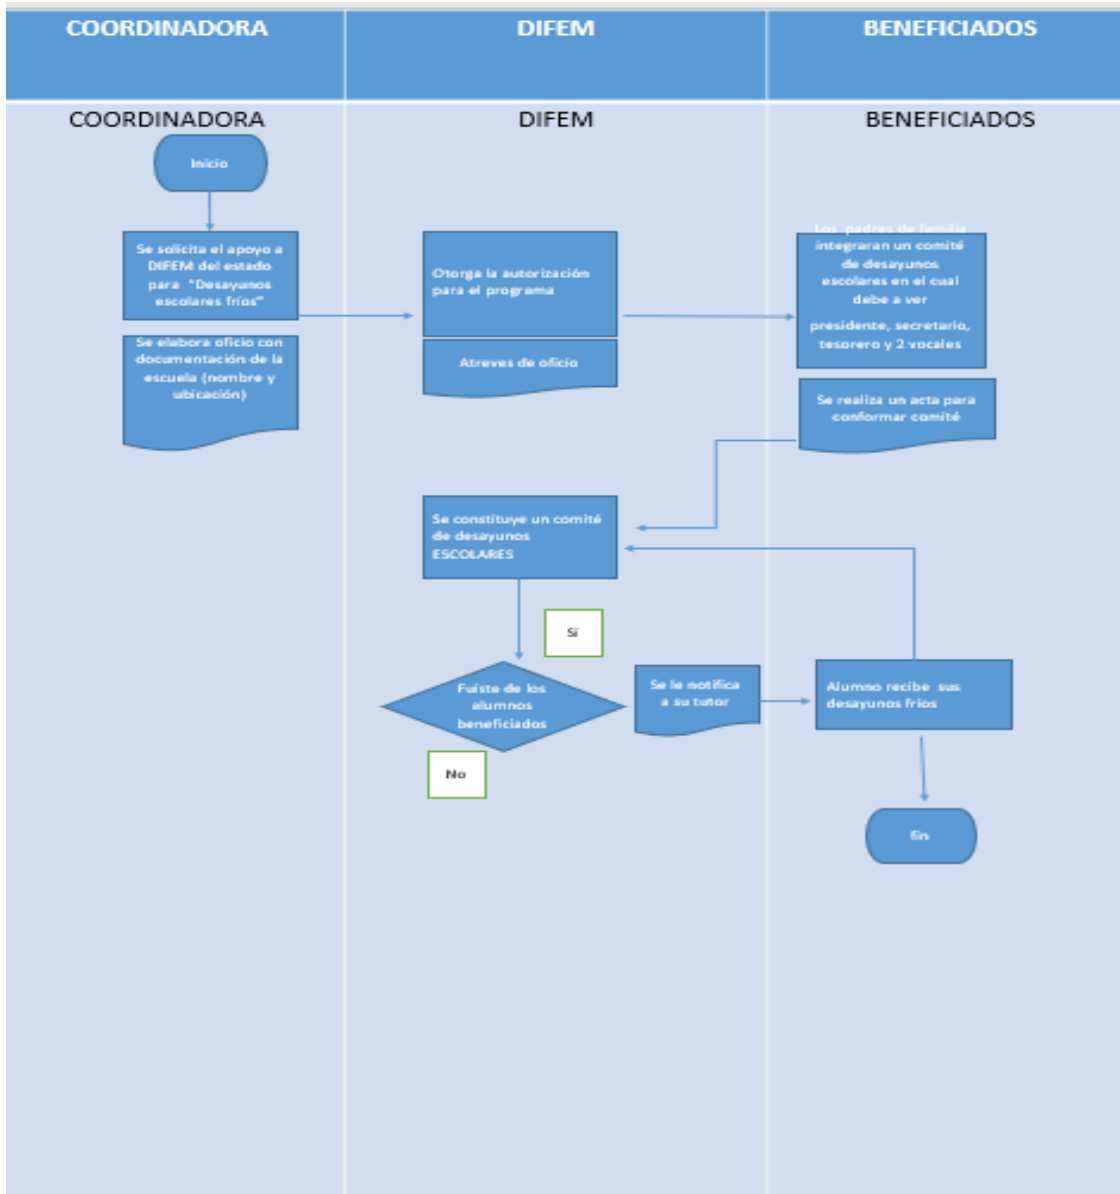 COORDINADORA
DIFEM
BENEFICIADOS
COORDINADORA
DIFEM
BENEFICIADOS
Inicio
Se solicita el apoyo a
DIFEM del estado
para "Desayunos
escolares fríos"
Otorga la autorización
para el programa
Los padres de familia
integraran un comité
de desayunos
escolares en el cual
debe a ver
presidente, secretario,
tesorero y 2 vocales
Se elabora oficio con
documentación de la
escuela (nombre y
ubicación)
Atreves de oficio
Se realiza un acta para
conformar comité
Se constituye un comité
de desayunos
ESCOLARES
Sí
Fuiste de los
alumnos
beneficiados
Se le notifica
a su tutor
Alumno recibe sus
desayunos fríos
No
fin